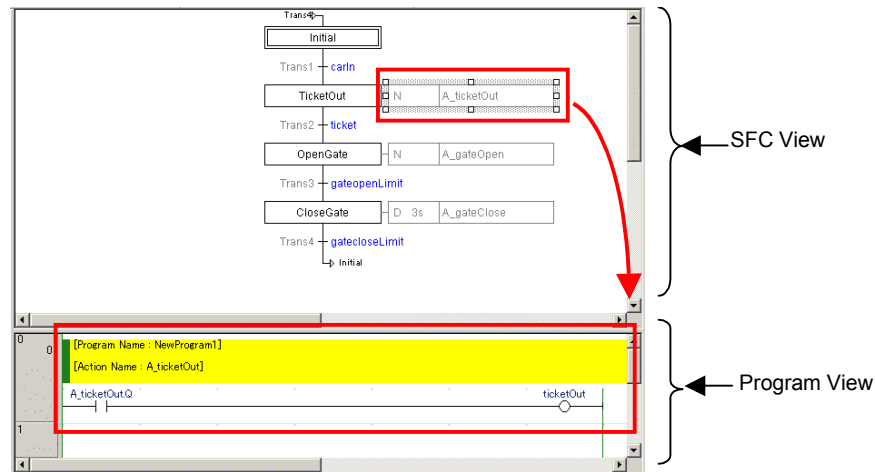 Trans4
Initial
Trans1 carIn
TicketOut N A_ticketOut
Trans2 ticket
SFC View
OpenGate N A_gateOpen
Trans3 gateopenLimit
CloseGate D 3s A_gateClose
Trans4 gatecloseLimit
Initial
0 0 [Program Name : NewProgram1]
[Action Name : A_ticketOut]
Program View
A_ticketOut.Q ticketOut
1